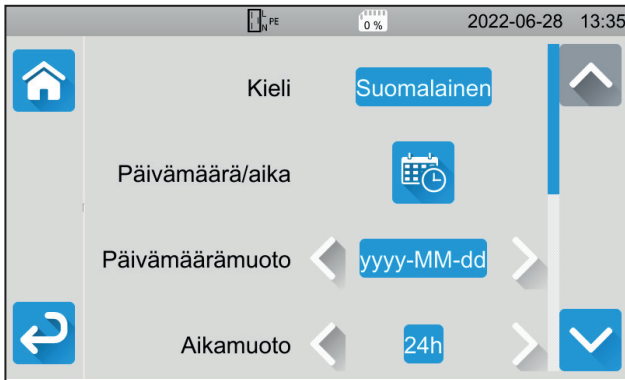 L
N PE 0 % 2022-06-28 13:35
Kieli Suomalainen
Päivämäärä/aika
Päivämäärämuoto yyyy-MM-dd
Aikamuoto 24h